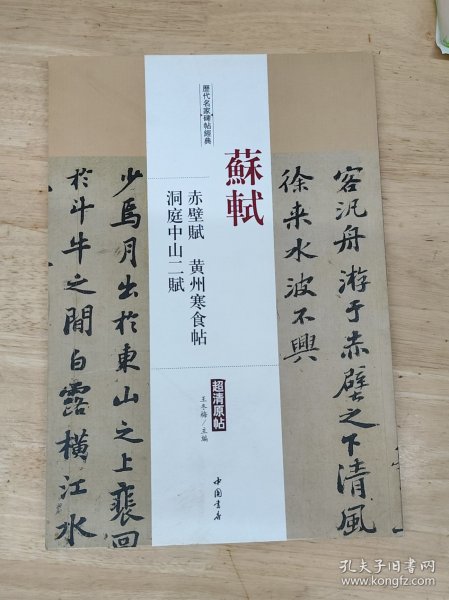 歷代名家碑帖經典
蘇軾
赤壁賦 黃州寒食帖
洞庭中山二賦
超清原帖
王冬梅/主編
中國書店
客汎舟游于赤壁之下清風
徐来水波不興
少焉月出於東山之上裵回
於斗牛之間白露橫江水
孔夫子旧书网
www.kongfz.com